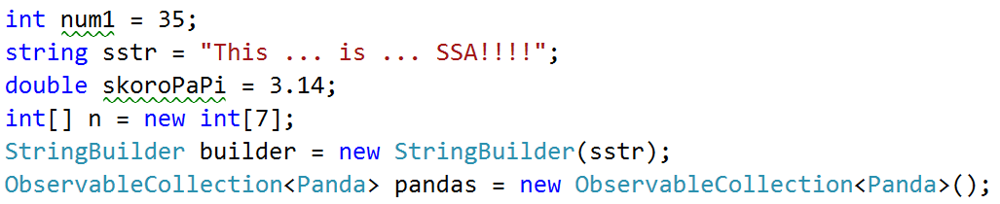 int num1 = 35;
string sstr = "This ... is ... SSA!!!!";
double skoroPaPi = 3.14;
int[] n = new int[7];
StringBuilder builder = new StringBuilder(sstr);
ObservableCollection<Panda> pandas = new ObservableCollection<Panda>();